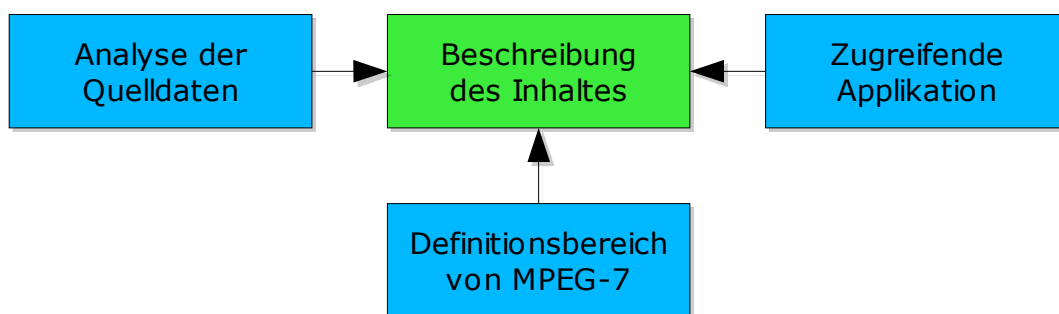 Analyse der
Quelldaten
Beschreibung
des Inhaltes
Zugreifende
Applikation
Definitionsbereich
von MPEG-7